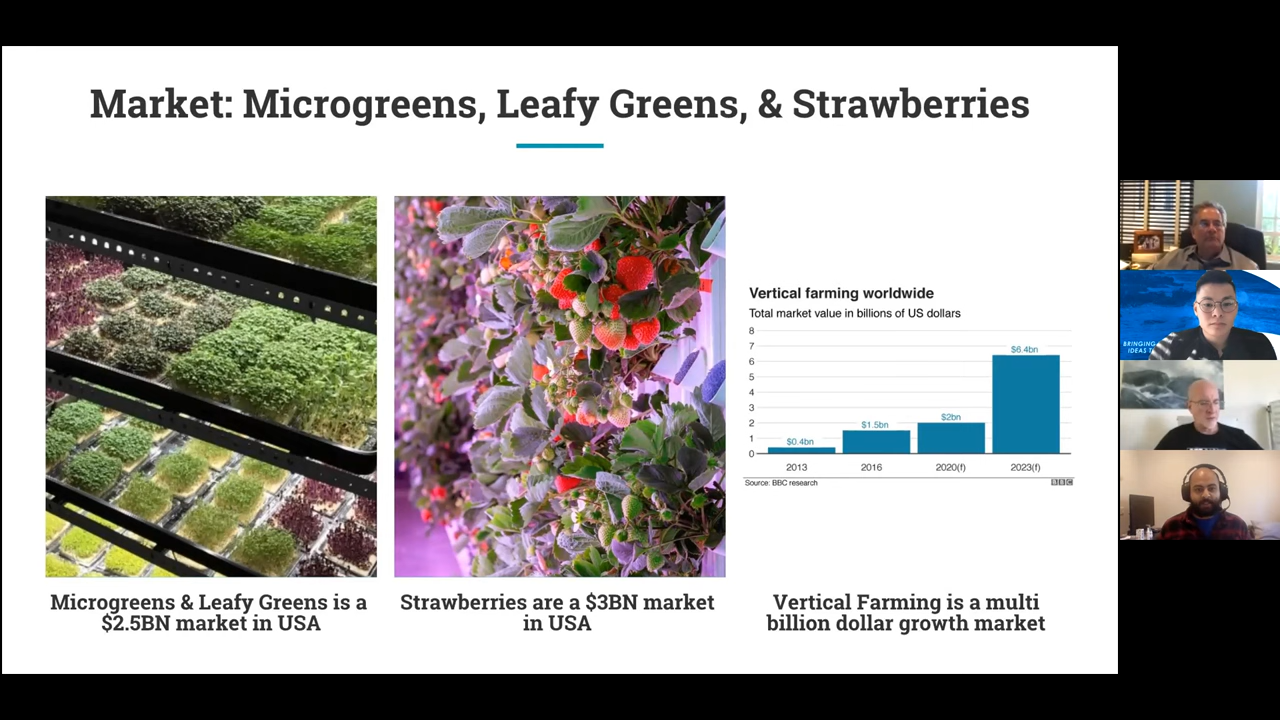 Market: Microgreens, Leafy Greens, & Strawberries
Vertical farming worldwide
Total market value in billions of US dollars
8
7
6
5
4
3
2
1
0
$0.4bn
$1.5bn
$2bn
$6.4bn
2013
2016
2020(f)
2023(f)
Source: BBC research
BBC
Microgreens & Leafy Greens is a
$2.5BN market in USA
Strawberries are a $3BN market
in USA
Vertical Farming is a multi
billion dollar growth market
BRINGING
IDEAS